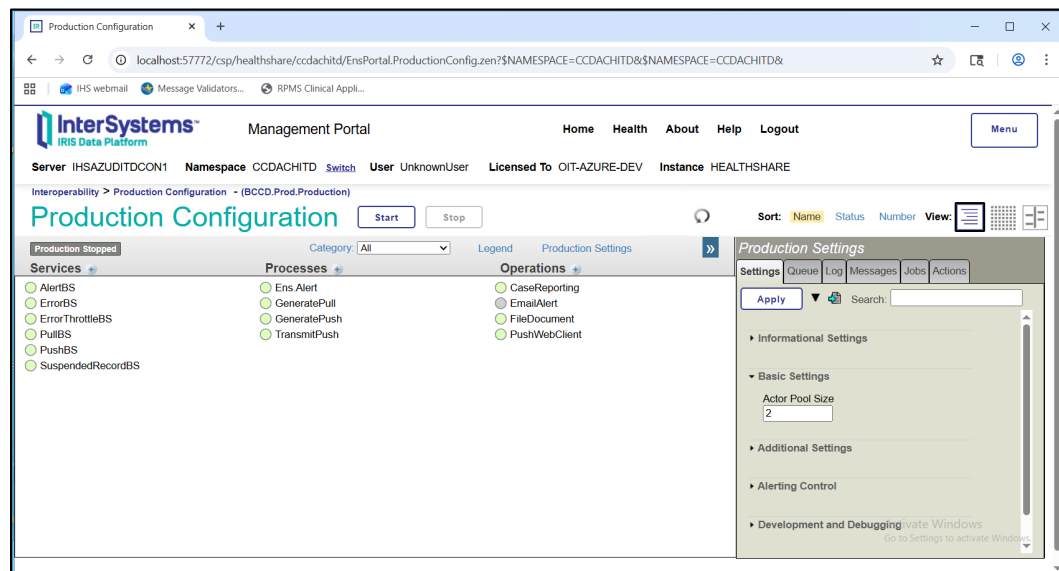 Production Configuration
localhost:57772/csp/healthshare/ccdachitd/EnsPortal.ProductionConfig.zen?$NAMESPACE=CCDACHITD&$NAMESPACE=CCDACHITD&
IHS webmail Message Validators... RPMS Clinical Appli...
InterSystems™
IRIS Data Platform
Management Portal
Home Health About Help Logout
Menu
Server IHSAZUDITDCON1 Namespace CCDACHITD Switch User UnknownUser Licensed To OIT-AZURE-DEV Instance HEALTHSHARE
Interoperability > Production Configuration - (BCCD.Prod.Production)
Production Configuration Start Stop
Sort: Name Status Number View:
Production Stopped Category: All Legend Production Settings »
Services Processes Operations
AlertBS Ens.Alert CaseReporting
ErrorBS GeneratePull EmailAlert
ErrorThrottleBS GeneratePush FileDocument
PullBS TransmitPush PushWebClient
PushBS
SuspendedRecordBS
Production Settings
Settings Queue Log Messages Jobs Actions
Apply Search:
Informational Settings
Basic Settings
Actor Pool Size
2
Additional Settings
Alerting Control
Development and Debugging
Activate Windows
Go to Settings to activate Windows.